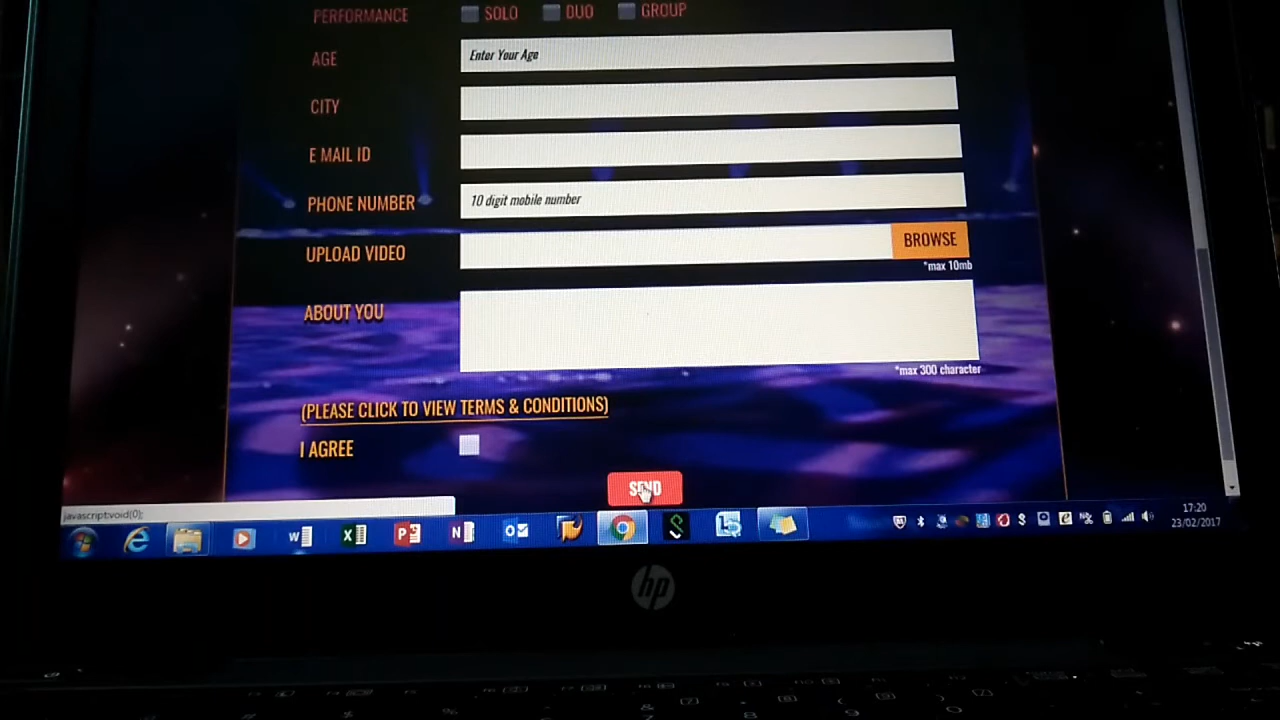 PERFORMANCE SOLO DUO GROUP
AGE Enter Your Age
CITY
E MAIL ID
PHONE NUMBER 10 digit mobile number
UPLOAD VIDEO BROWSE
*max 10mb
ABOUT YOU
*max 300 character
(PLEASE CLICK TO VIEW TERMS & CONDITIONS)
I AGREE
SEND
javascript:void(0);
17:20
23/02/2017
hp